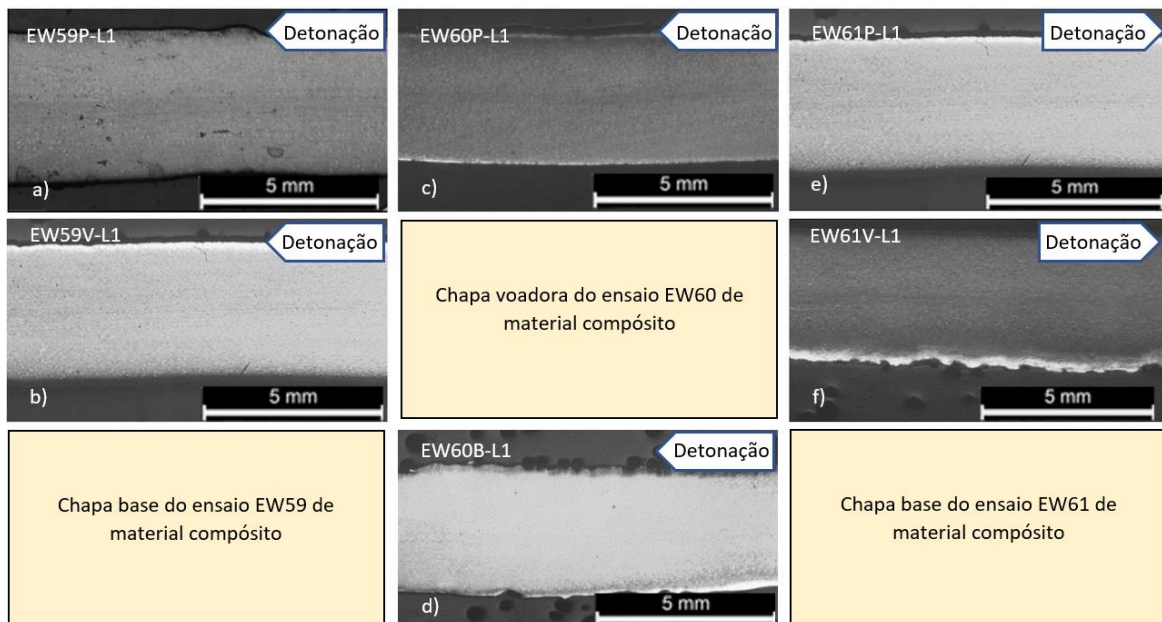 EW59P-L1
Detonação
a)
5 mm
EW60P-L1
Detonação
c)
5 mm
EW61P-L1
Detonação
e)
5 mm
EW59V-L1
Detonação
b)
5 mm
Chapa voadora do ensaio EW60 de
material compósito
EW61V-L1
Detonação
f)
5 mm
Chapa base do ensaio EW59 de
material compósito
EW60B-L1
Detonação
d)
5 mm
Chapa base do ensaio EW61 de
material compósito